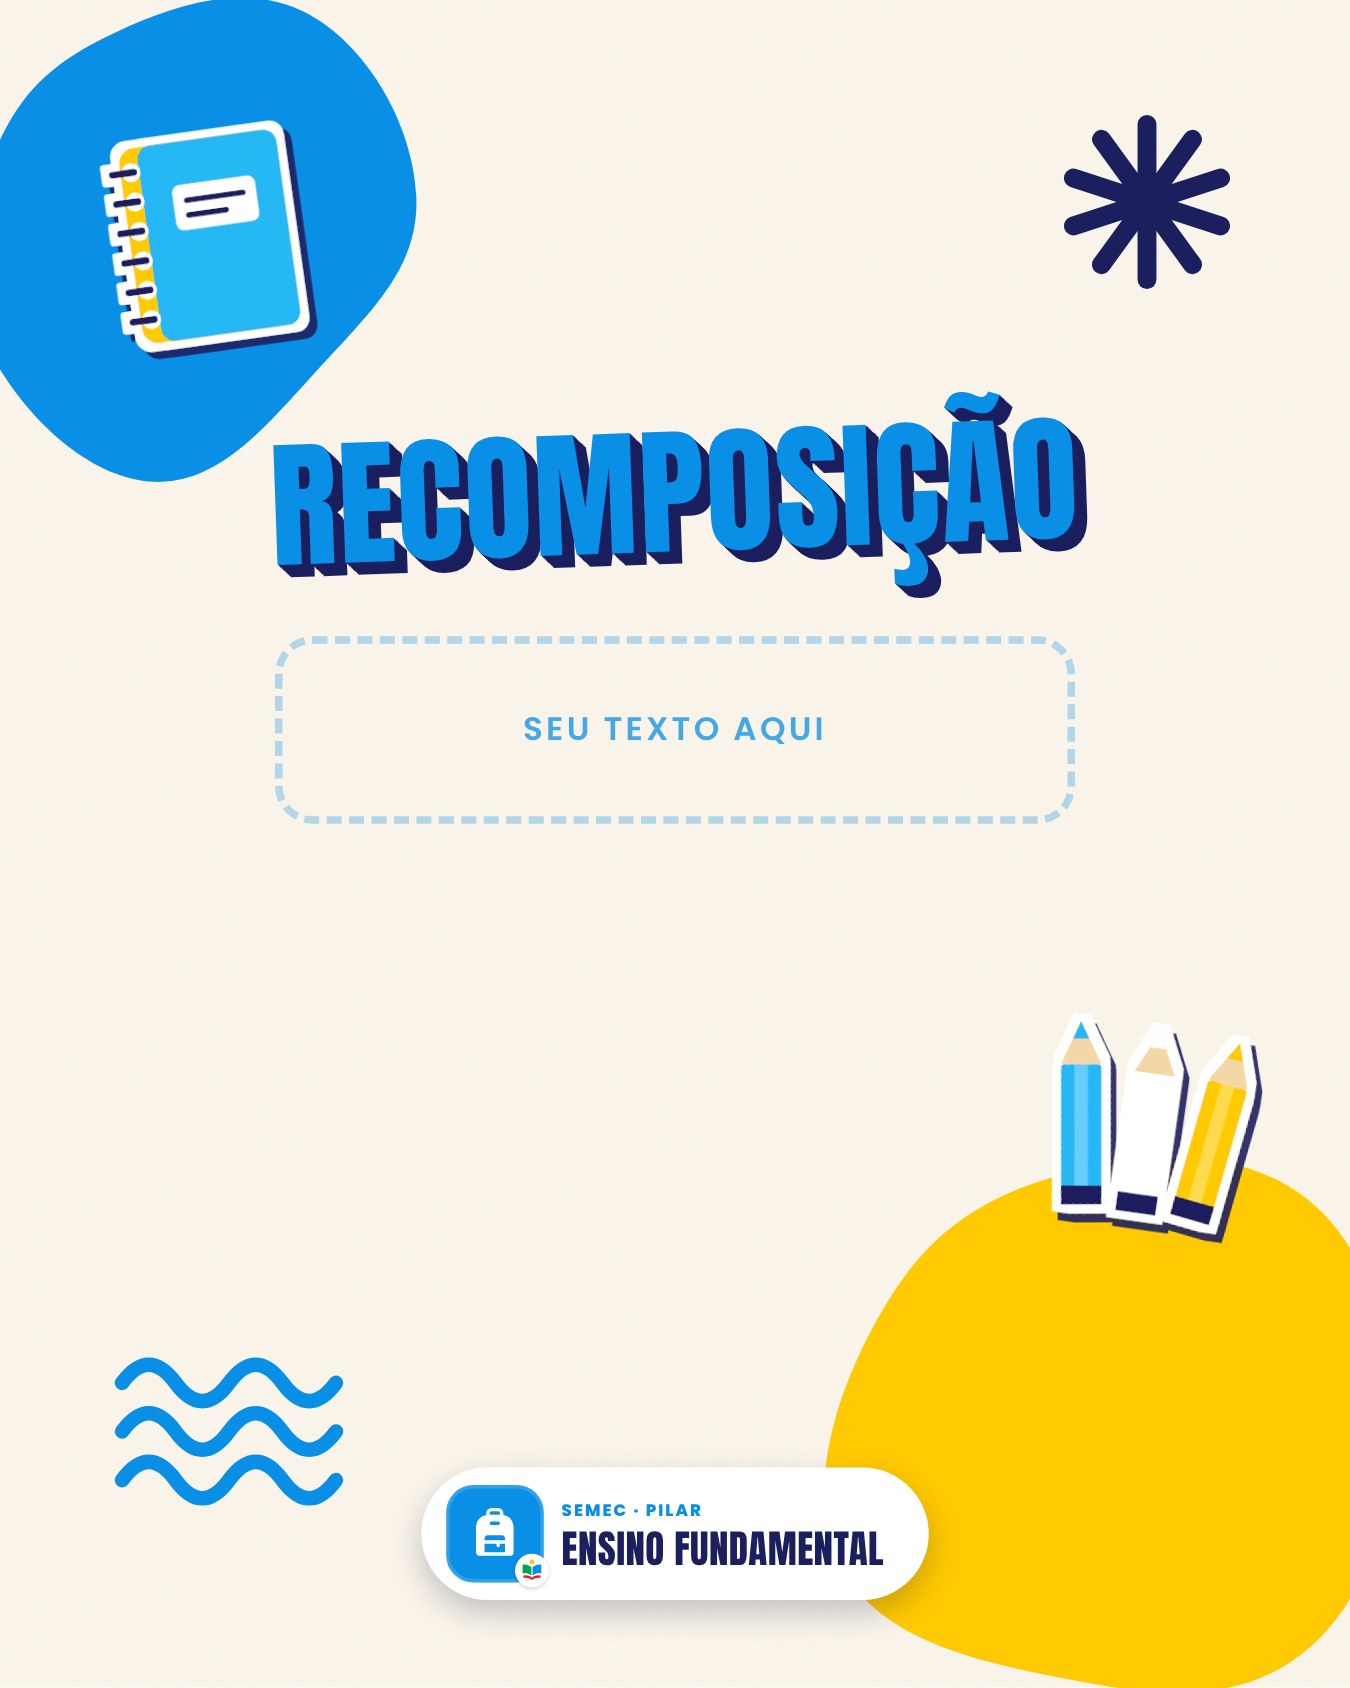 RECOMPOSIÇÃO
SEU TEXTO AQUI
SEMEC · PILAR
ENSINO FUNDAMENTAL